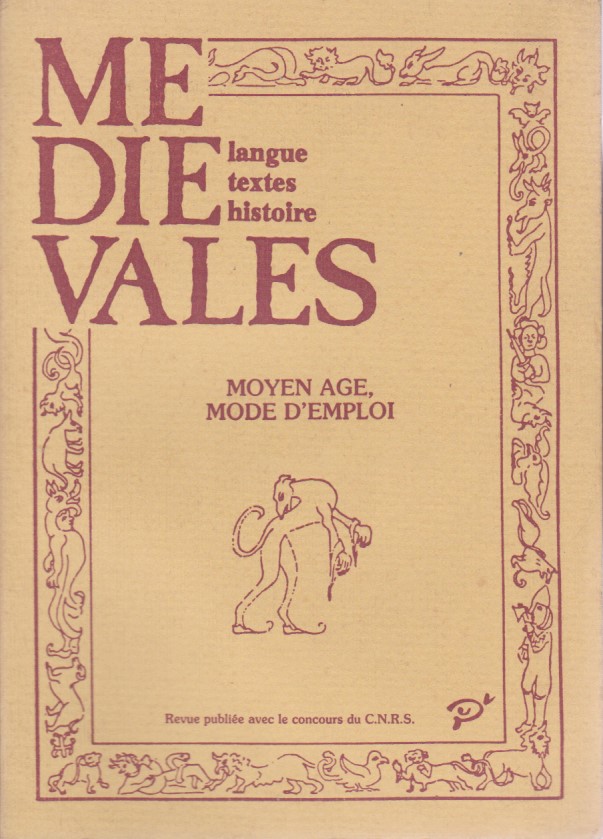 ME
DIE
VALES
langue
textes
histoire
MOYEN AGE,
MODE D'EMPLOI
Revue publiée avec le concours du C.N.R.S.